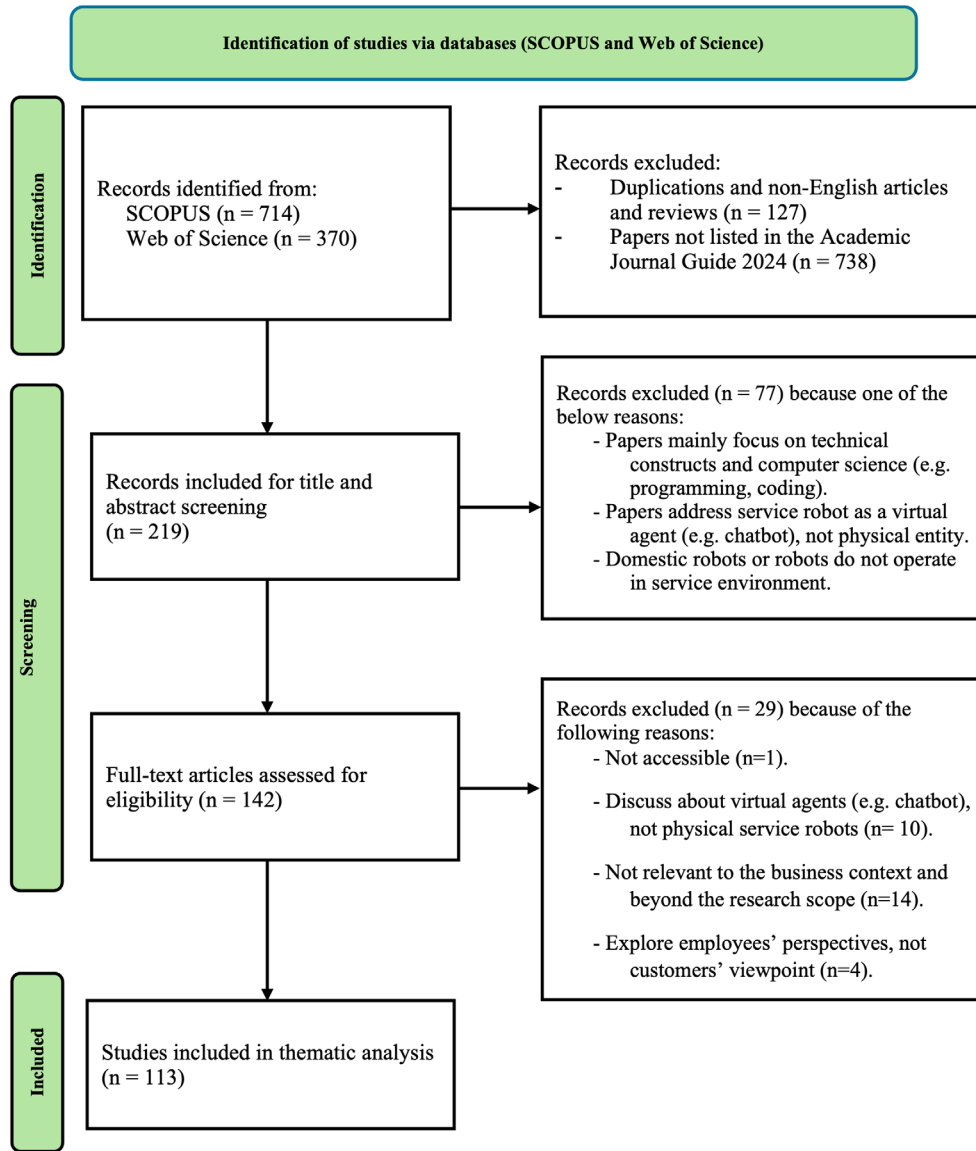 Identification of studies via databases (SCOPUS and Web of Science)
Identification
Records identified from:
SCOPUS (n = 714)
Web of Science (n = 370)
Records excluded:
- Duplications and non-English articles
and reviews (n = 127)
- Papers not listed in the Academic
Journal Guide 2024 (n = 738)
Screening
Records included for title and
abstract screening
(n = 219)
Records excluded (n = 77) because one of the
below reasons:
- Papers mainly focus on technical
constructs and computer science (e.g.
programming, coding).
- Papers address service robot as a virtual
agent (e.g. chatbot), not physical entity.
- Domestic robots or robots do not operate
in service environment.
Full-text articles assessed for
eligibility (n = 142)
Records excluded (n = 29) because of the
following reasons:
- Not accessible (n=1).
- Discuss about virtual agents (e.g. chatbot),
not physical service robots (n= 10).
- Not relevant to the business context and
beyond the research scope (n=14).
- Explore employees’ perspectives, not
customers’ viewpoint (n=4).
Included
Studies included in thematic analysis
(n = 113)